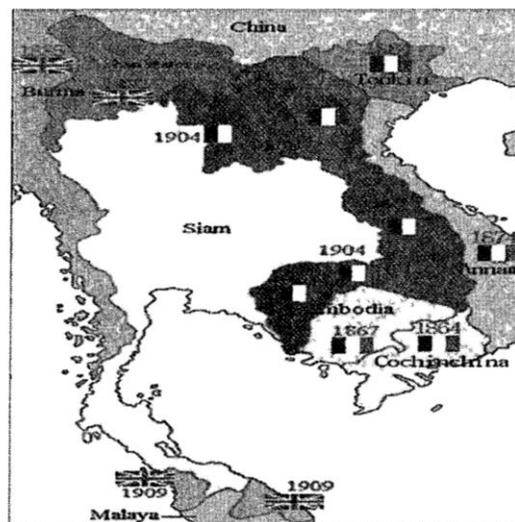 China
Tonkin
Burma
1904
Siam
1904
Annam
1867
1864
Cochinchina
1909
1909
Malaya